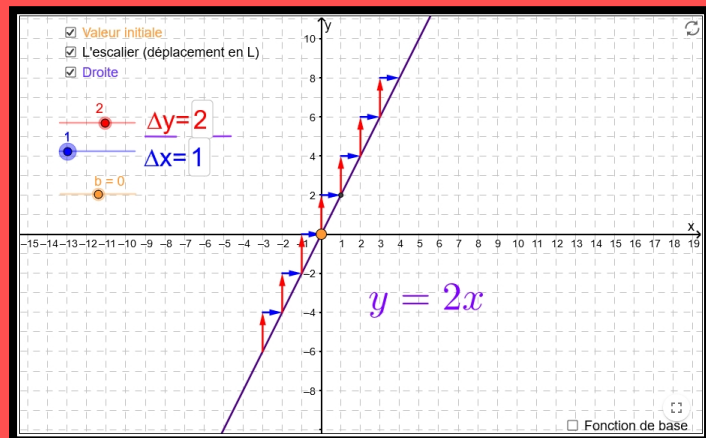 Valeur initiale
L'escalier (déplacement en L)
Droite
2
Δy=2
1
Δx=1
b = 0
y
10
8
6
4
2
−2
−4
−6
−8
x
−15 −14 −13 −12 −11 −10 −9 −8 −7 −6 −5 −4 −3 −2 −1 1 2 3 4 5 6 7 8 9 10 11 12 13 14 15 16 17 18 19
y = 2x
Fonction de base